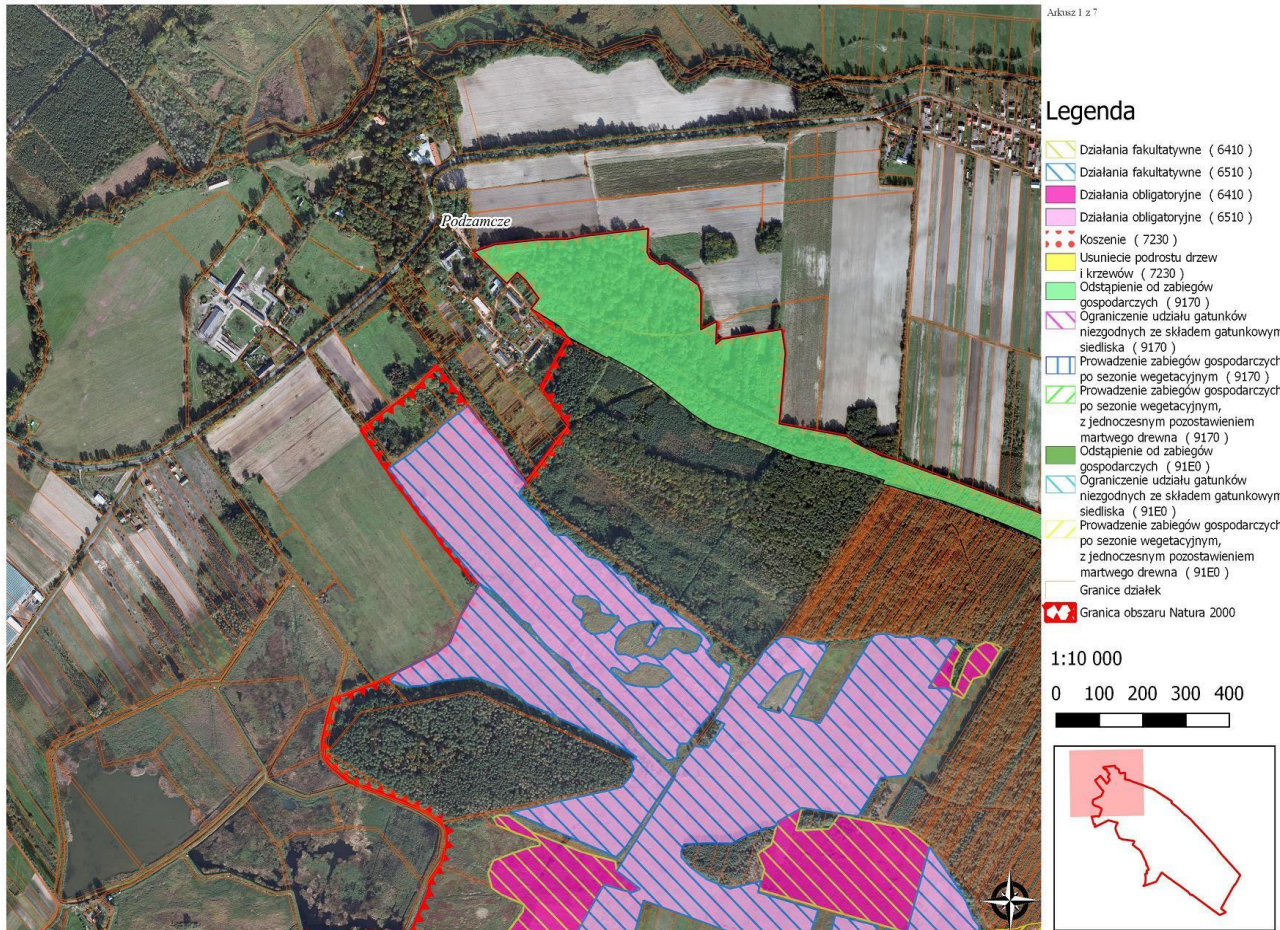 Arkusz 1 z 7
Podzamcze
Legenda
Działania fakultatywne ( 6410 )
Działania fakultatywne ( 6510 )
Działania obligatoryjne ( 6410 )
Działania obligatoryjne ( 6510 )
Koszenie ( 7230 )
Usuniecie podrostu drzew
i krzewów ( 7230 )
Odstąpienie od zabiegów
gospodarczych ( 9170 )
Ograniczenie udziału gatunków
niezgodnych ze składem gatunkowym
siedliska ( 9170 )
Prowadzenie zabiegów gospodarczych
po sezonie wegetacyjnym ( 9170 )
Prowadzenie zabiegów gospodarczych
po sezonie wegetacyjnym,
z jednoczesnym pozostawieniem
martwego drewna ( 9170 )
Odstąpienie od zabiegów
gospodarczych ( 91E0 )
Ograniczenie udziału gatunków
niezgodnych ze składem gatunkowym
siedliska ( 91E0 )
Prowadzenie zabiegów gospodarczych
po sezonie wegetacyjnym,
z jednoczesnym pozostawieniem
martwego drewna ( 91E0 )
Granice działek
Granica obszaru Natura 2000
1:10 000
0 100 200 300 400